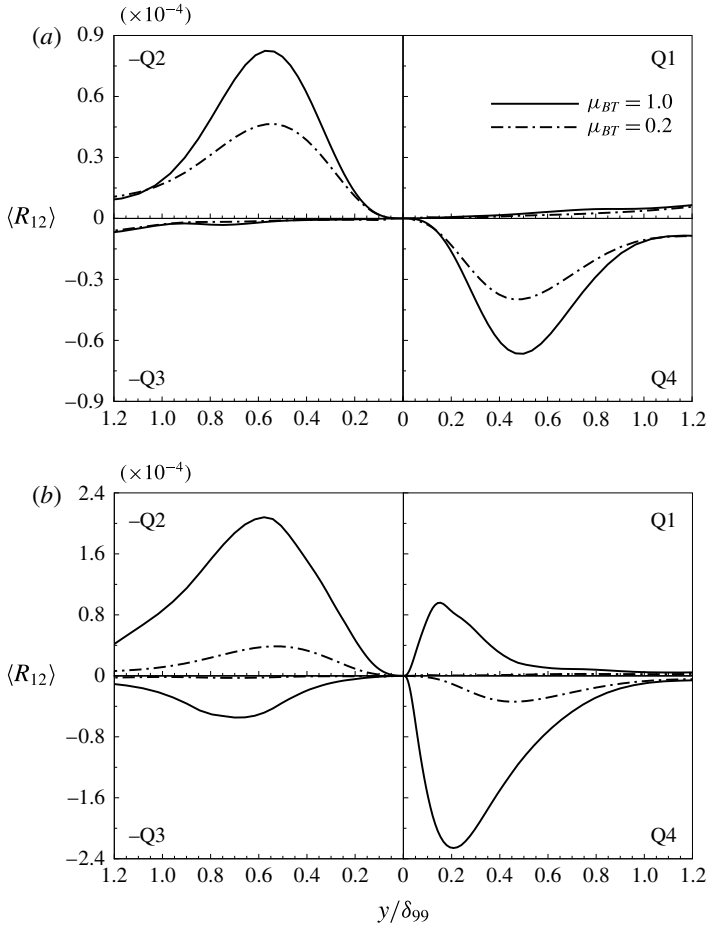 (×10⁻⁴)
(a)
0.9
0.6
0.3
0
−0.3
−0.6
−0.9
⟨R₁₂⟩
–Q2
Q1
μ_BT = 1.0
μ_BT = 0.2
–Q3
Q4
1.2 1.0 0.8 0.6 0.4 0.2 0 0.2 0.4 0.6 0.8 1.0 1.2
(×10⁻⁴)
(b)
2.4
1.6
0.8
0
−0.8
−1.6
−2.4
⟨R₁₂⟩
–Q2
Q1
–Q3
Q4
1.2 1.0 0.8 0.6 0.4 0.2 0 0.2 0.4 0.6 0.8 1.0 1.2
y/δ₉₉